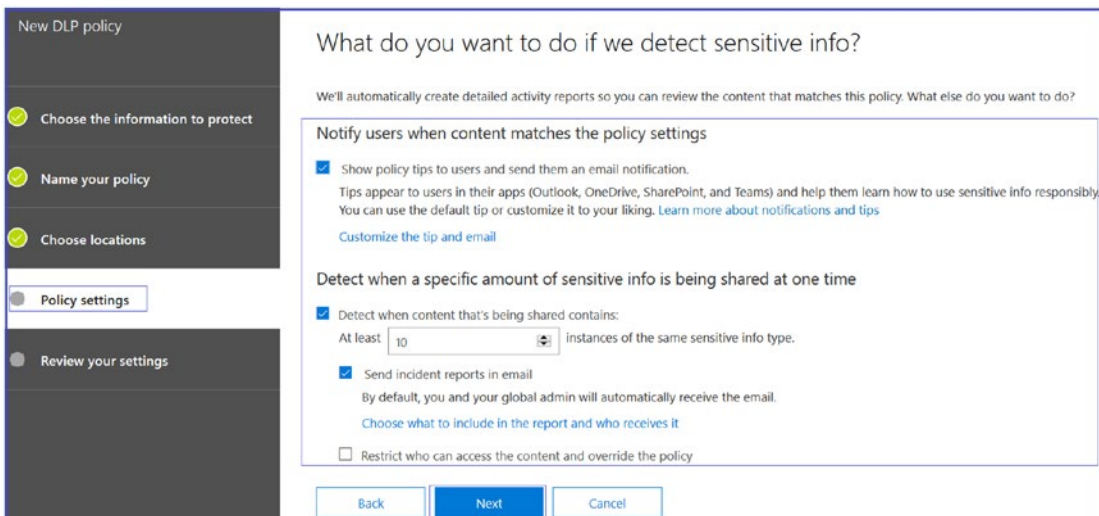 New DLP policy
Choose the information to protect
Name your policy
Choose locations
Policy settings
Review your settings
What do you want to do if we detect sensitive info?
We'll automatically create detailed activity reports so you can review the content that matches this policy. What else do you want to do?
Notify users when content matches the policy settings
Show policy tips to users and send them an email notification.
Tips appear to users in their apps (Outlook, OneDrive, SharePoint, and Teams) and help them learn how to use sensitive info responsibly.
You can use the default tip or customize it to your liking. Learn more about notifications and tips
Customize the tip and email
Detect when a specific amount of sensitive info is being shared at one time
Detect when content that's being shared contains:
At least 10 instances of the same sensitive info type.
Send incident reports in email
By default, you and your global admin will automatically receive the email.
Choose what to include in the report and who receives it
Restrict who can access the content and override the policy
Back Next Cancel